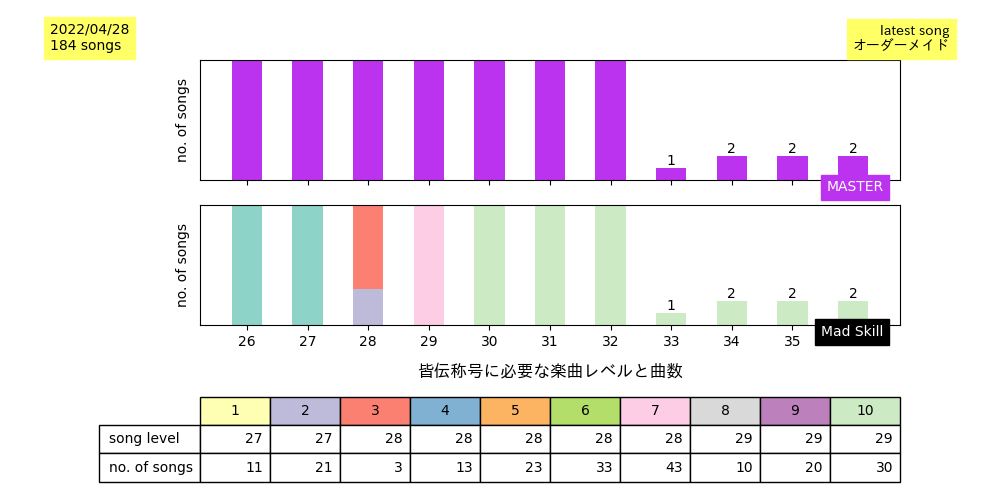 2022/04/28
184 songs
latest song
オーダーメイド
no. of songs
1
2
2
2
MASTER
no. of songs
1
2
2
2
Mad Skill
26 27 28 29 30 31 32 33 34 35
皆伝称号に必要な楽曲レベルと曲数
1 2 3 4 5 6 7 8 9 10
song level 27 27 28 28 28 28 28 29 29 29
no. of songs 11 21 3 13 23 33 43 10 20 30